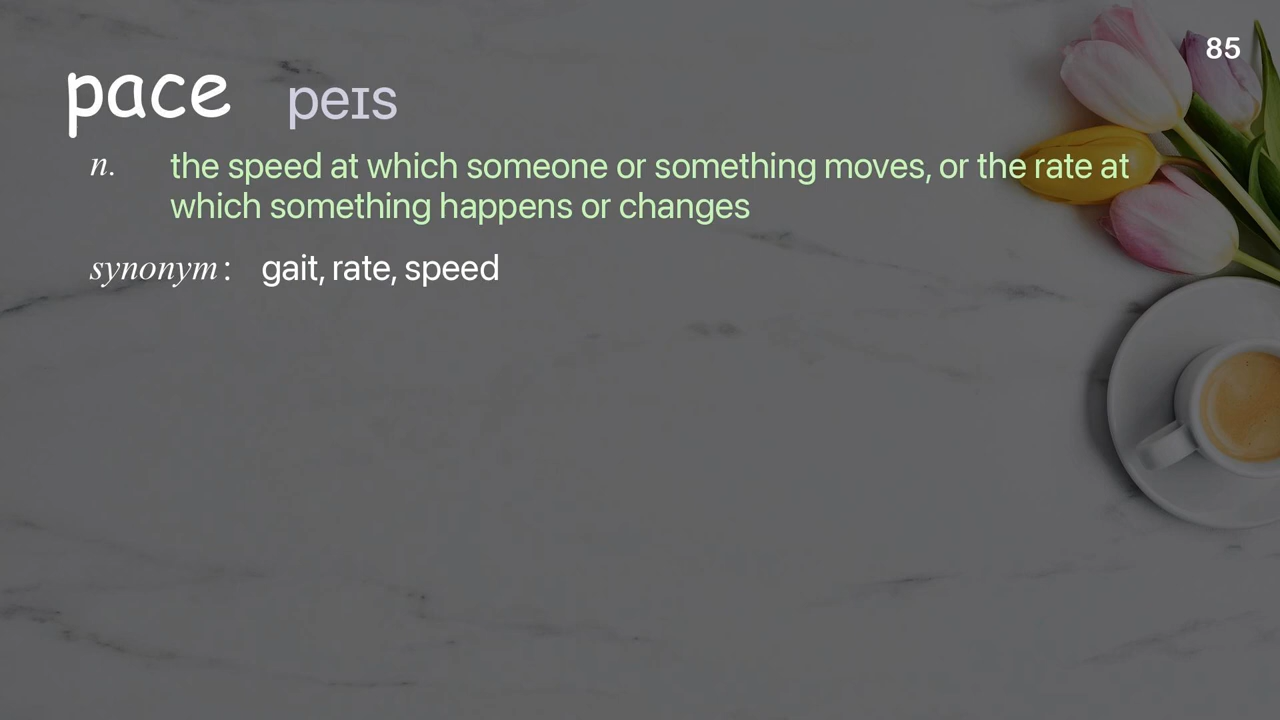 85
pace peɪs
n. the speed at which someone or something moves, or the rate at
which something happens or changes
synonym: gait, rate, speed